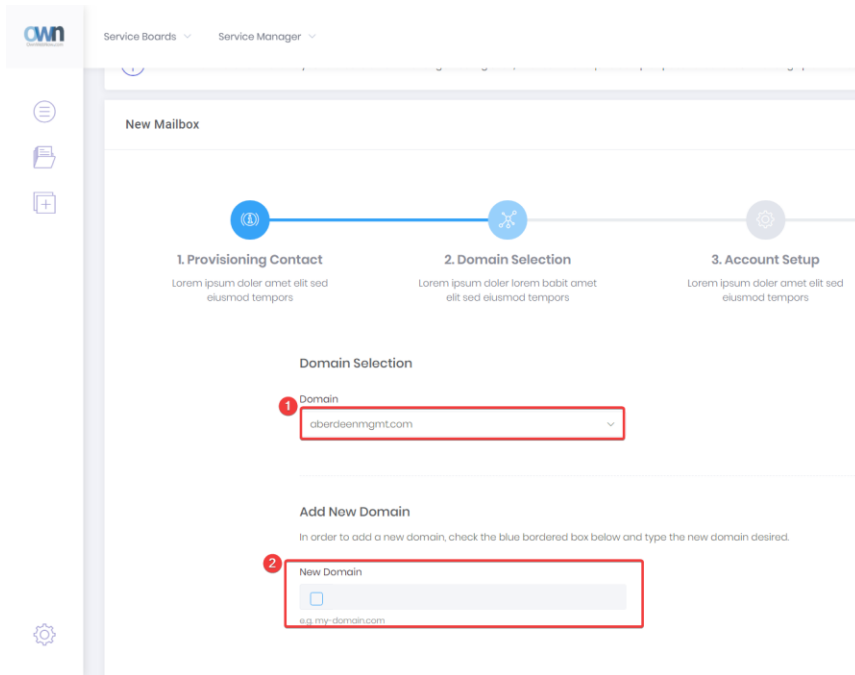 own
Service Boards
Service Manager
New Mailbox
1. Provisioning Contact
Lorem ipsum doler amet elit sed
eiusmod tempors
2. Domain Selection
Lorem ipsum doler lorem babit amet
elit sed eiusmod tempors
3. Account Setup
Lorem ipsum doler amet elit sed
eiusmod tempors
Domain Selection
1
Domain
aberdeenmgmt.com
Add New Domain
In order to add a new domain, check the blue bordered box below and type the new domain desired.
2
New Domain
e.g. my-domain.com